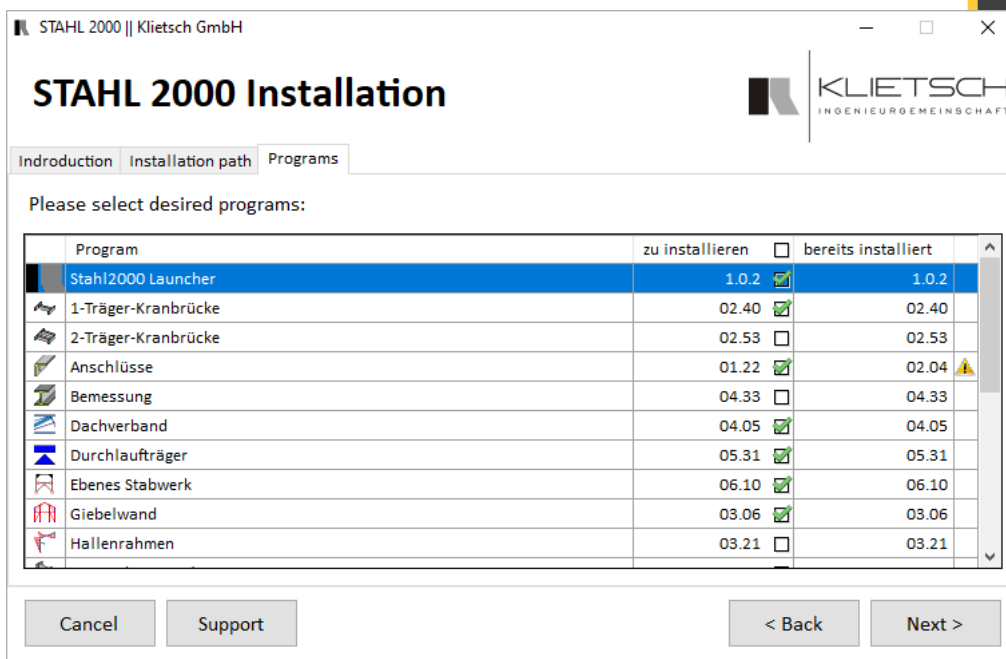 STAHL 2000 || Klietsch GmbH
STAHL 2000 Installation
KLIETSCH
INGENIEURGEMEINSCHAFT
Indroduction Installation path Programs
Please select desired programs:
Program zu installieren bereits installiert
Stahl2000 Launcher 1.0.2 1.0.2
1-Träger-Kranbrücke 02.40 02.40
2-Träger-Kranbrücke 02.53 02.53
Anschlüsse 01.22 02.04
Bemessung 04.33 04.33
Dachverband 04.05 04.05
Durchlaufträger 05.31 05.31
Ebenes Stabwerk 06.10 06.10
Giebelwand 03.06 03.06
Hallenrahmen 03.21 03.21
Cancel Support < Back Next >